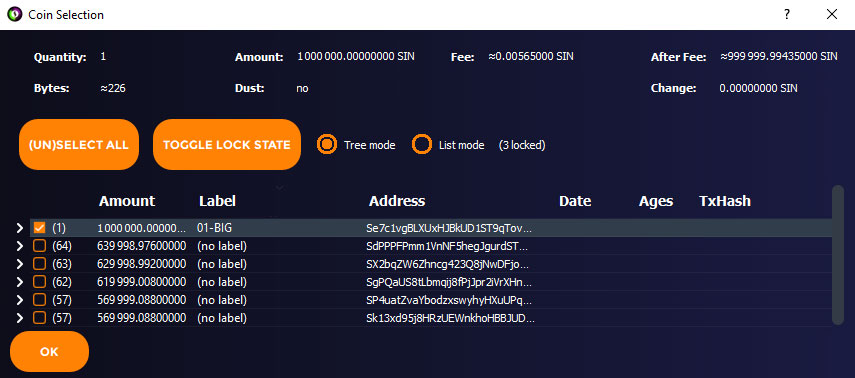 Coin Selection ?
Quantity: 1 Amount: 1 000 000.00000000 SIN Fee: ≈0.00565000 SIN After Fee: ≈999 999.99435000 SIN
Bytes: ≈226 Dust: no Change: 0.00000000 SIN
(UN)SELECT ALL TOGGLE LOCK STATE Tree mode List mode (3 locked)
Amount Label Address Date Ages TxHash
(1) 1 000 000.00000... 01-BIG Se7c1vgBLXUxHJBkUD1ST9qTov...
(64) 639 998.97600000 (no label) SdPPPFPmm1VnNF5hegJgurdST...
(63) 629 998.99200000 (no label) SX2bqZW6Zhncg423Q8jNwDFjo...
(62) 619 999.00800000 (no label) SgPQaUS8tLbmqij8fPjJpr2iVrXHn...
(57) 569 999.08800000 (no label) SP4uatZvaYbodzxswyhyHXuUPq...
(57) 569 999.08800000 (no label) Sk13xd95j8HRzUEWnkhoHBBJUD...
OK